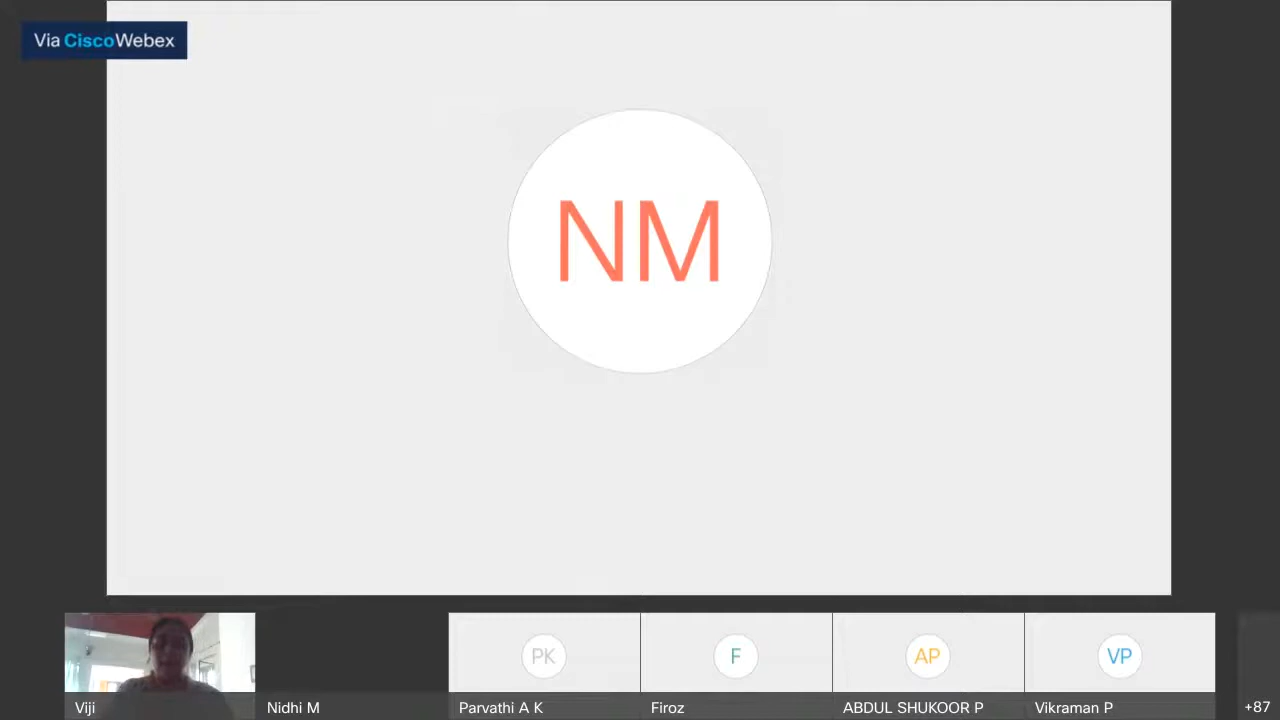 Via CiscoWebex
NM
PK
F
AP
VP
Viji
Nidhi M
Parvathi A K
Firoz
ABDUL SHUKOOR P
Vikraman P
+87